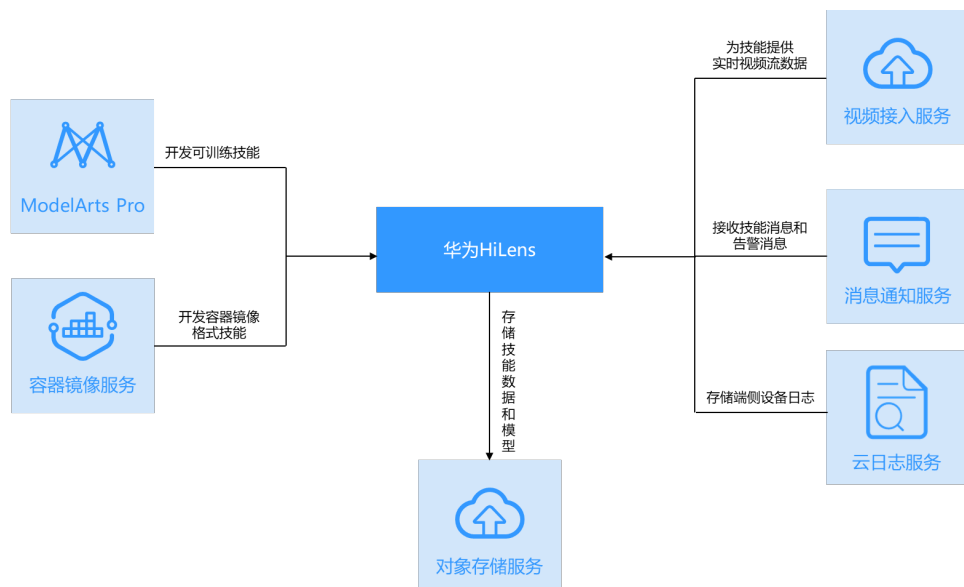 为技能提供
实时视频流数据
视频接入服务
开发可训练技能
ModelArts Pro
华为HiLens
接收技能消息和
告警消息
消息通知服务
开发容器镜像
格式技能
容器镜像服务
存储技能数据和模型
存储端侧设备日志
云日志服务
对象存储服务